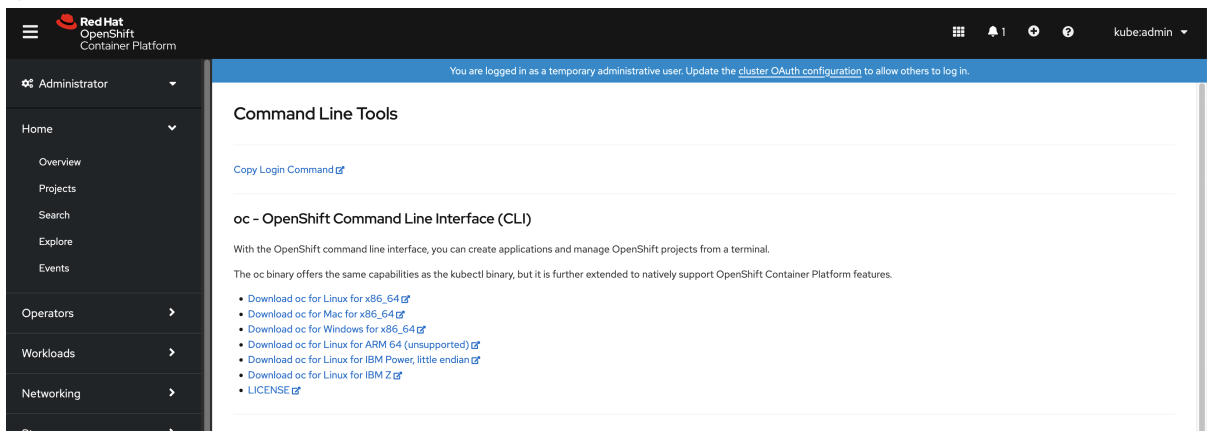 Red Hat
OpenShift
Container Platform
1
kube:admin
Administrator
You are logged in as a temporary administrative user. Update the cluster OAuth configuration to allow others to log in.
Home
Overview
Projects
Search
Explore
Events
Operators
Workloads
Networking
Command Line Tools
Copy Login Command
oc - OpenShift Command Line Interface (CLI)
With the OpenShift command line interface, you can create applications and manage OpenShift projects from a terminal.
The oc binary offers the same capabilities as the kubectl binary, but it is further extended to natively support OpenShift Container Platform features.
• Download oc for Linux for x86_64
• Download oc for Mac for x86_64
• Download oc for Windows for x86_64
• Download oc for Linux for ARM 64 (unsupported)
• Download oc for Linux for IBM Power, little endian
• Download oc for Linux for IBM Z
• LICENSE